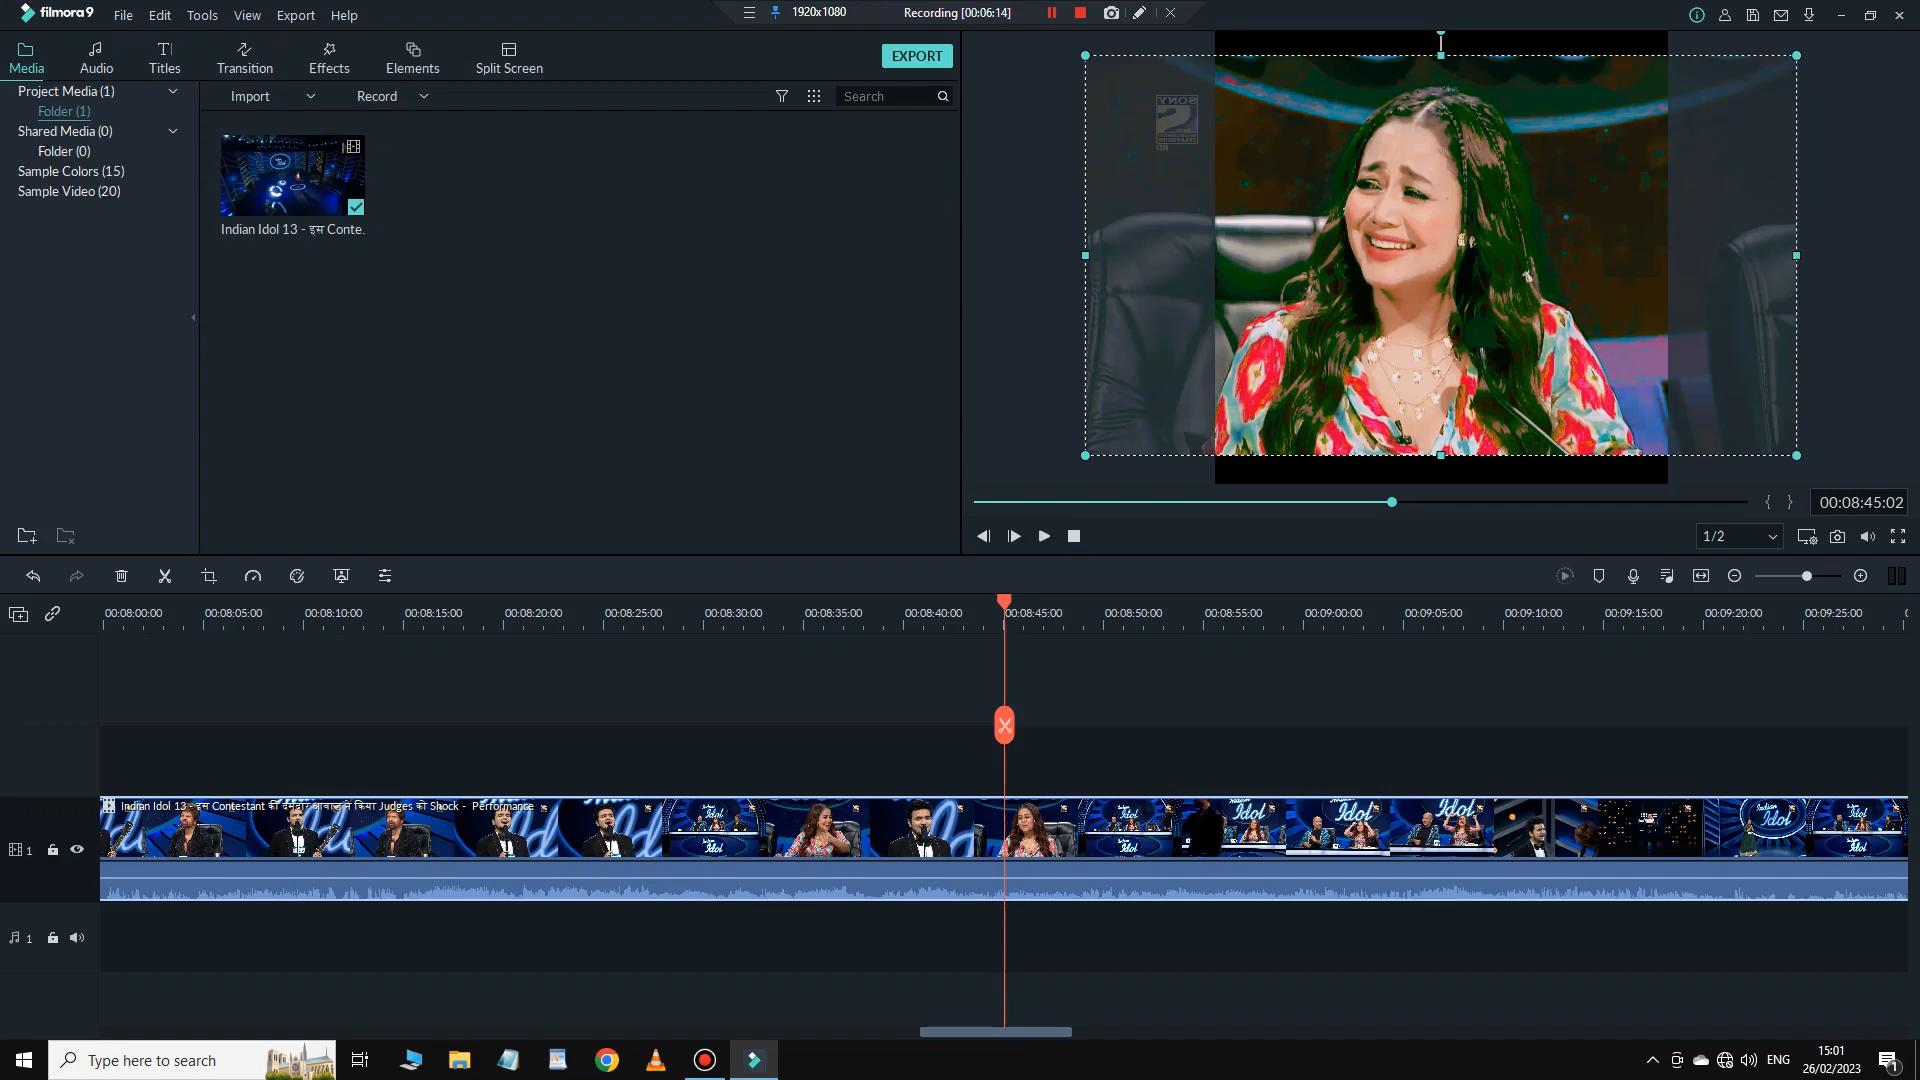 filmora9 File Edit Tools View Export Help
1920x1080 Recording [00:06:14]
Media Audio Titles Transition Effects Elements Split Screen
EXPORT
Project Media (1)
Folder (1)
Shared Media (0)
Folder (0)
Sample Colors (15)
Sample Video (20)
Import Record Search
Indian Idol 13 - इस Conte.
SONY
00:08:45:02
1/2
00:08:00:00 00:08:05:00 00:08:10:00 00:08:15:00 00:08:20:00 00:08:25:00 00:08:30:00 00:08:35:00 00:08:40:00 00:08:45:00 00:08:50:00 00:08:55:00 00:09:00:00 00:09:05:00 00:09:10:00 00:09:15:00 00:09:20:00 00:09:25:00
Indian Idol 13 - इस Contestant की दमदार आवाज़ ने किया Judges को Shock - Performance
1
1
Type here to search
ENG
15:01
26/02/2023
1